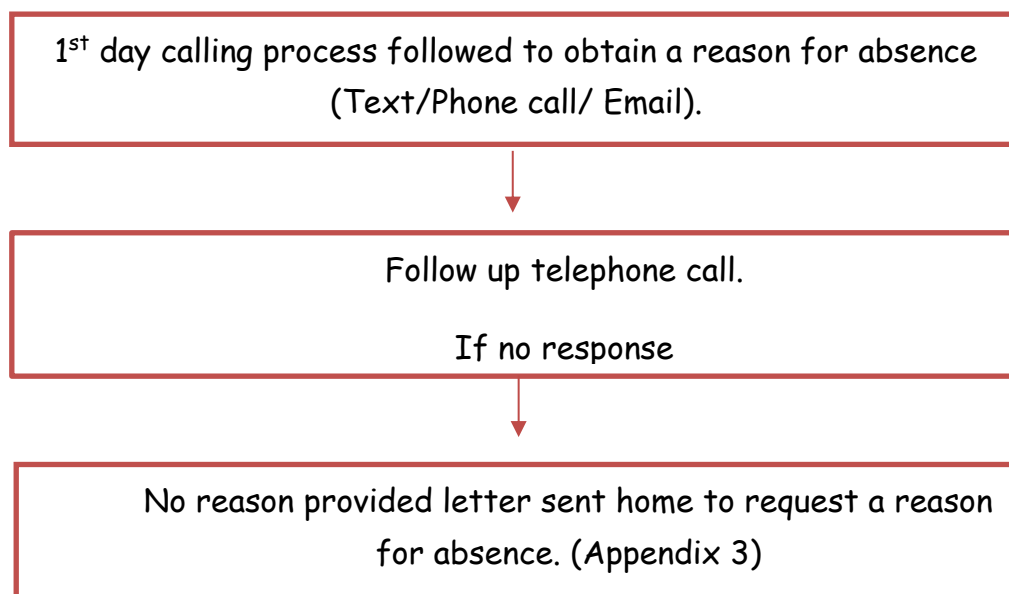 1st day calling process followed to obtain a reason for absence
(Text/Phone call/ Email).
Follow up telephone call.
If no response
No reason provided letter sent home to request a reason
for absence. (Appendix 3)